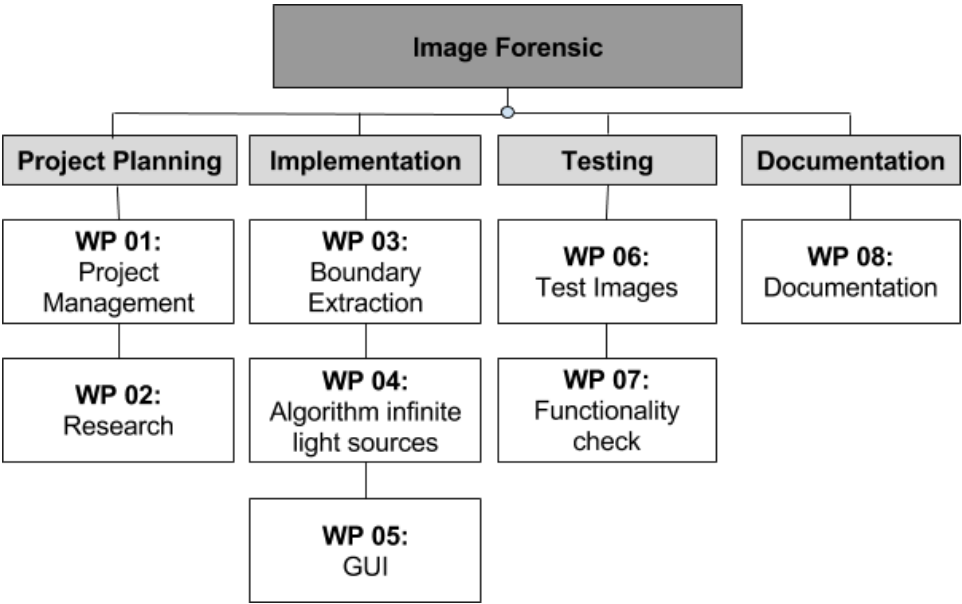 Image Forensic
Project Planning
Implementation
Testing
Documentation
WP 01:
Project
Management
WP 02:
Research
WP 03:
Boundary
Extraction
WP 04:
Algorithm infinite
light sources
WP 05:
GUI
WP 06:
Test Images
WP 07:
Functionality
check
WP 08:
Documentation